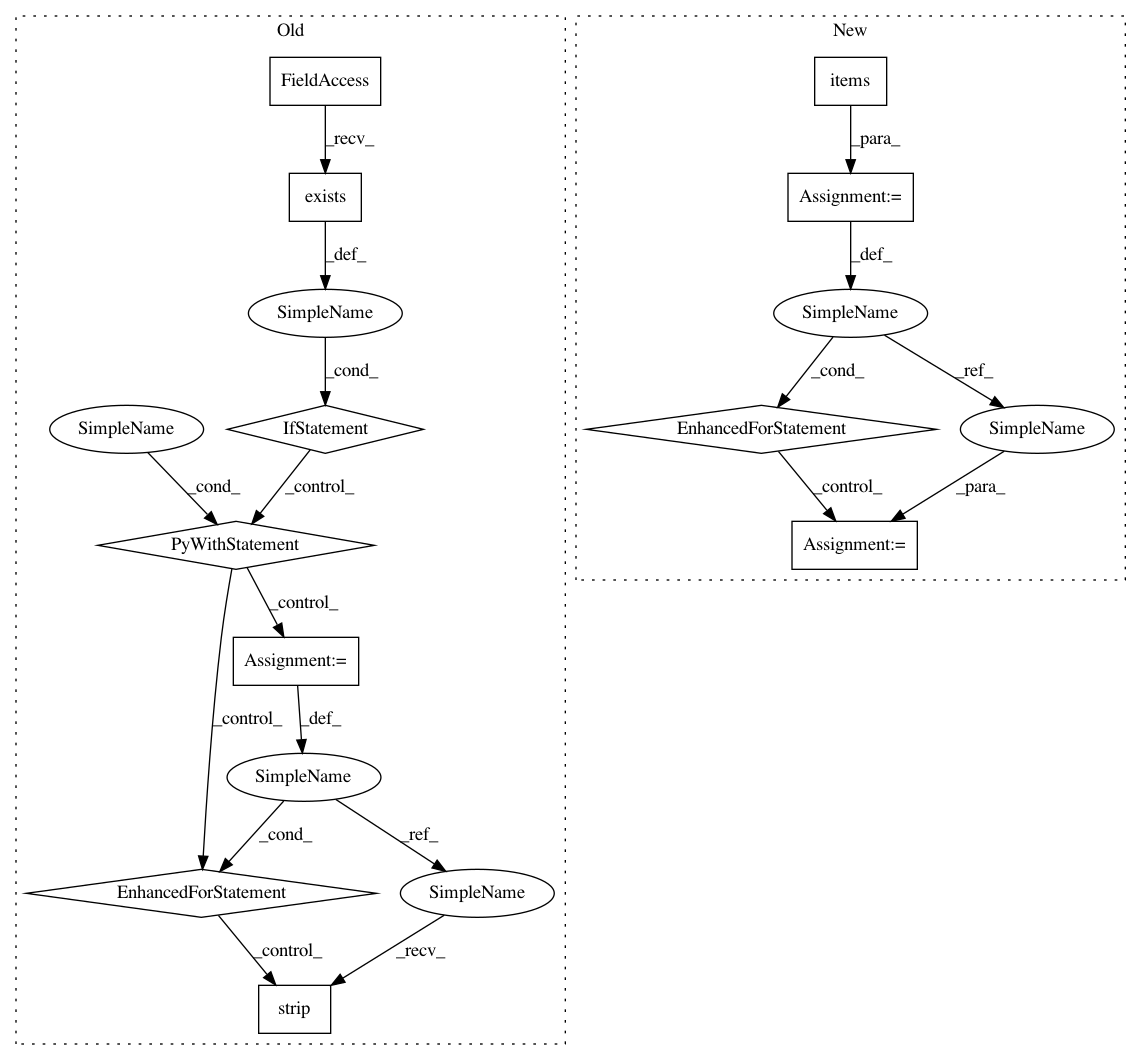 Old
New
FieldAccess
items
_recv_
_para_
exists
Assignment:=
_def_
_def_
SimpleName
SimpleName
_cond_
_cond_
_ref_
SimpleName
IfStatement
EnhancedForStatement
SimpleName
_cond_
_control_
_control_
_para_
PyWithStatement
Assignment:=
_control_
Assignment:=
_control_
_def_
SimpleName
_cond_
_ref_
EnhancedForStatement
SimpleName
_control_
_recv_
strip